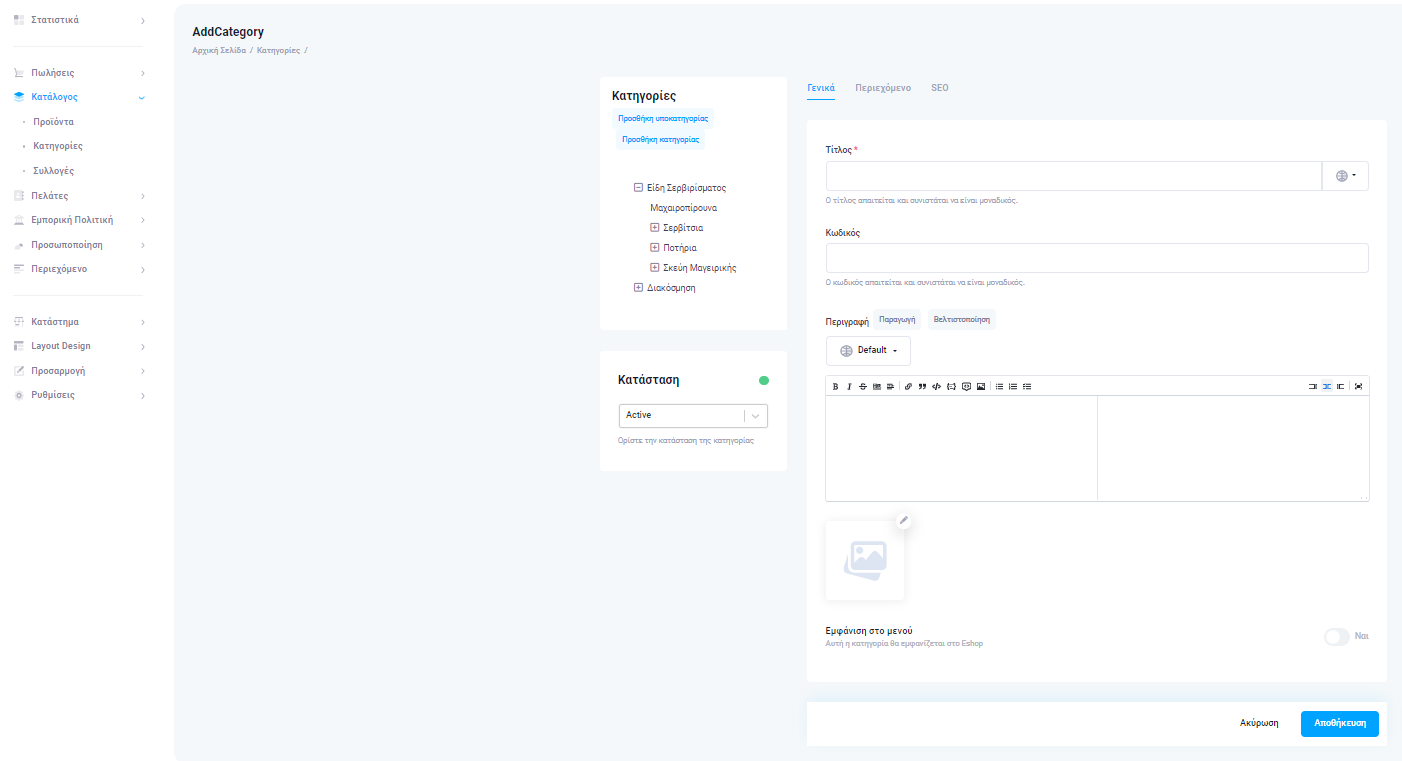 Στατιστικά
Πωλήσεις
Κατάλογος
Προϊόντα
Κατηγορίες
Συλλογές
Πελάτες
Εμπορική Πολιτική
Προσωποποίηση
Περιεχόμενο
Κατάστημα
Layout Design
Προσαρμογή
Ρυθμίσεις
AddCategory
Αρχική Σελίδα / Κατηγορίες /
Κατηγορίες
Προσθήκη υποκατηγορίας
Προσθήκη κατηγορίας
Είδη Σερβιρίσματος
Μαχαιροπίρουνα
Σερβίτσια
Ποτήρια
Σκεύη Μαγειρικής
Διακόσμηση
Κατάσταση
Active
Ορίστε την κατάσταση της κατηγορίας
Γενικά Περιεχόμενο SEO
Τίτλος *
Ο τίτλος απαιτείται και συνιστάται να είναι μοναδικός.
Κωδικός
Ο κωδικός απαιτείται και συνιστάται να είναι μοναδικός.
Περιγραφή Παραγωγή Βελτιστοποίηση
Default
Εμφάνιση στο μενού
Αυτή η κατηγορία θα εμφανίζεται στο Eshop
Ναι
Ακύρωση Αποθήκευση